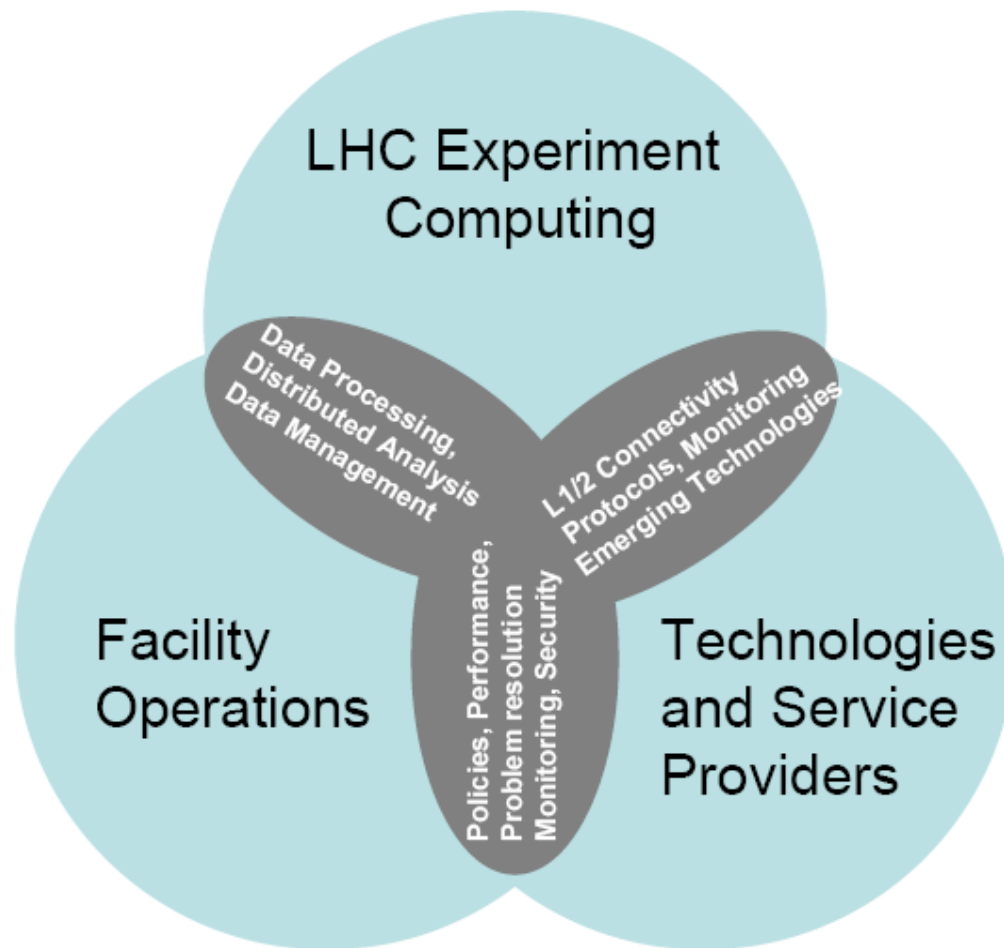 LHC Experiment
Computing
Data Processing,
Distributed Analysis
Data Management
L1/2 Connectivity
Protocols, Monitoring
Emerging Technologies
Policies, Performance,
Problem resolution
Monitoring, Security
Facility
Operations
Technologies
and Service
Providers